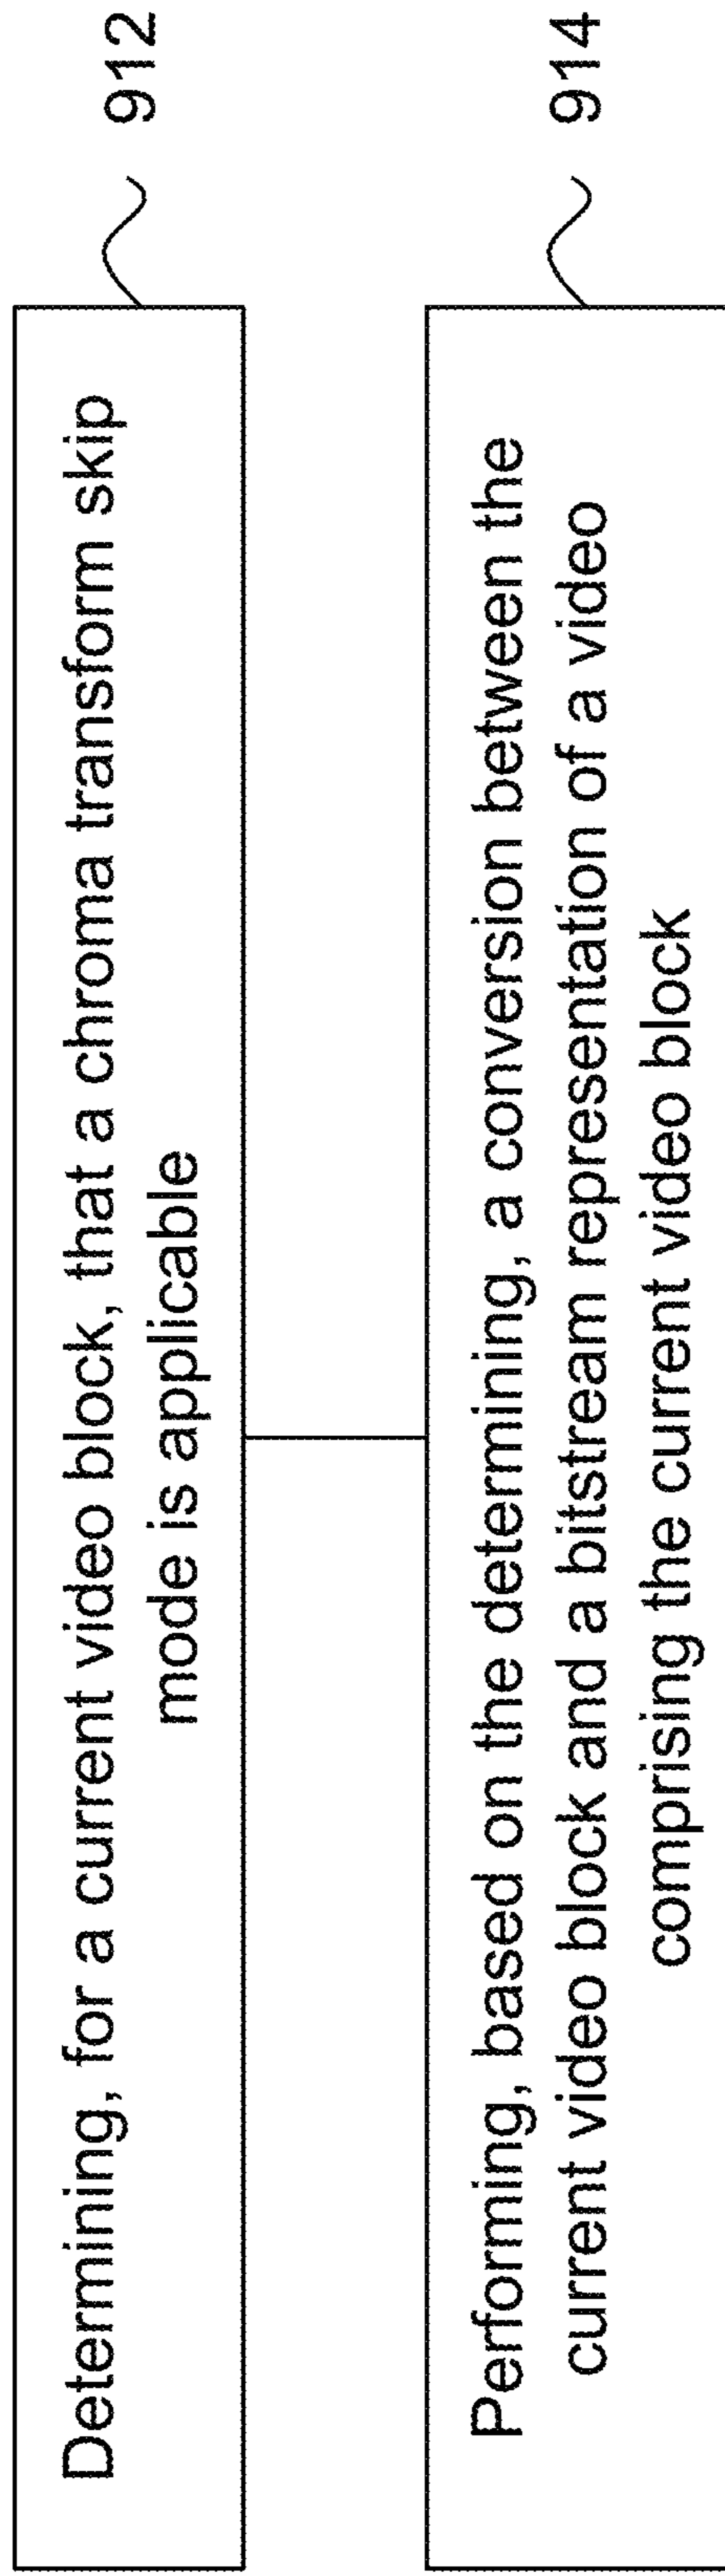 Determining, for a current video block, that a chroma transform skip
mode is applicable
912
Performing, based on the determining, a conversion between the
current video block and a bitstream representation of a video
comprising the current video block
914